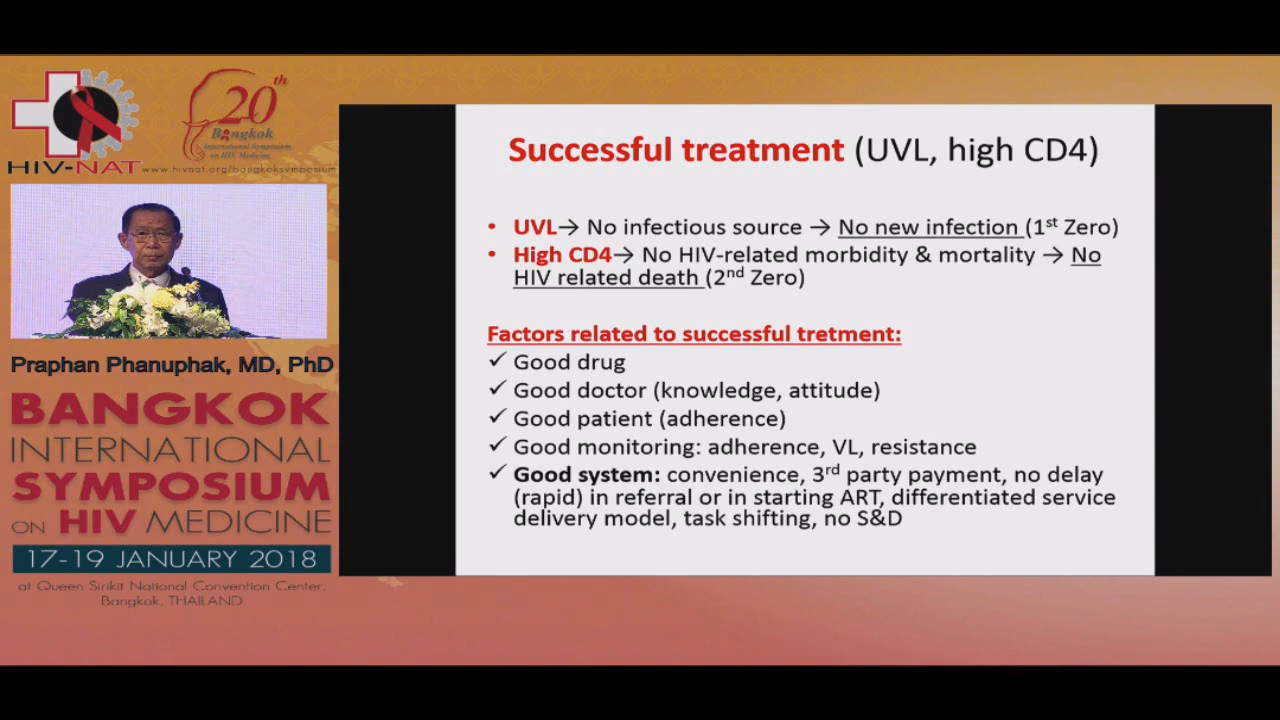 HIV-NAT
20th
Bangkok
International Symposium
on HIV Medicine
www.hivnat.org/bangkoksymposium
Praphan Phanuphak, MD, PhD
BANGKOK
INTERNATIONAL
SYMPOSIUM
ON HIV MEDICINE
17-19 JANUARY 2018
at Queen Sirikit National Convention Center,
Bangkok, THAILAND
Successful treatment (UVL, high CD4)
• UVL→ No infectious source → No new infection (1st Zero)
• High CD4→ No HIV-related morbidity & mortality → No
HIV related death (2nd Zero)
Factors related to successful tretment:
✓ Good drug
✓ Good doctor (knowledge, attitude)
✓ Good patient (adherence)
✓ Good monitoring: adherence, VL, resistance
✓ Good system: convenience, 3rd party payment, no delay
(rapid) in referral or in starting ART, differentiated service
delivery model, task shifting, no S&D